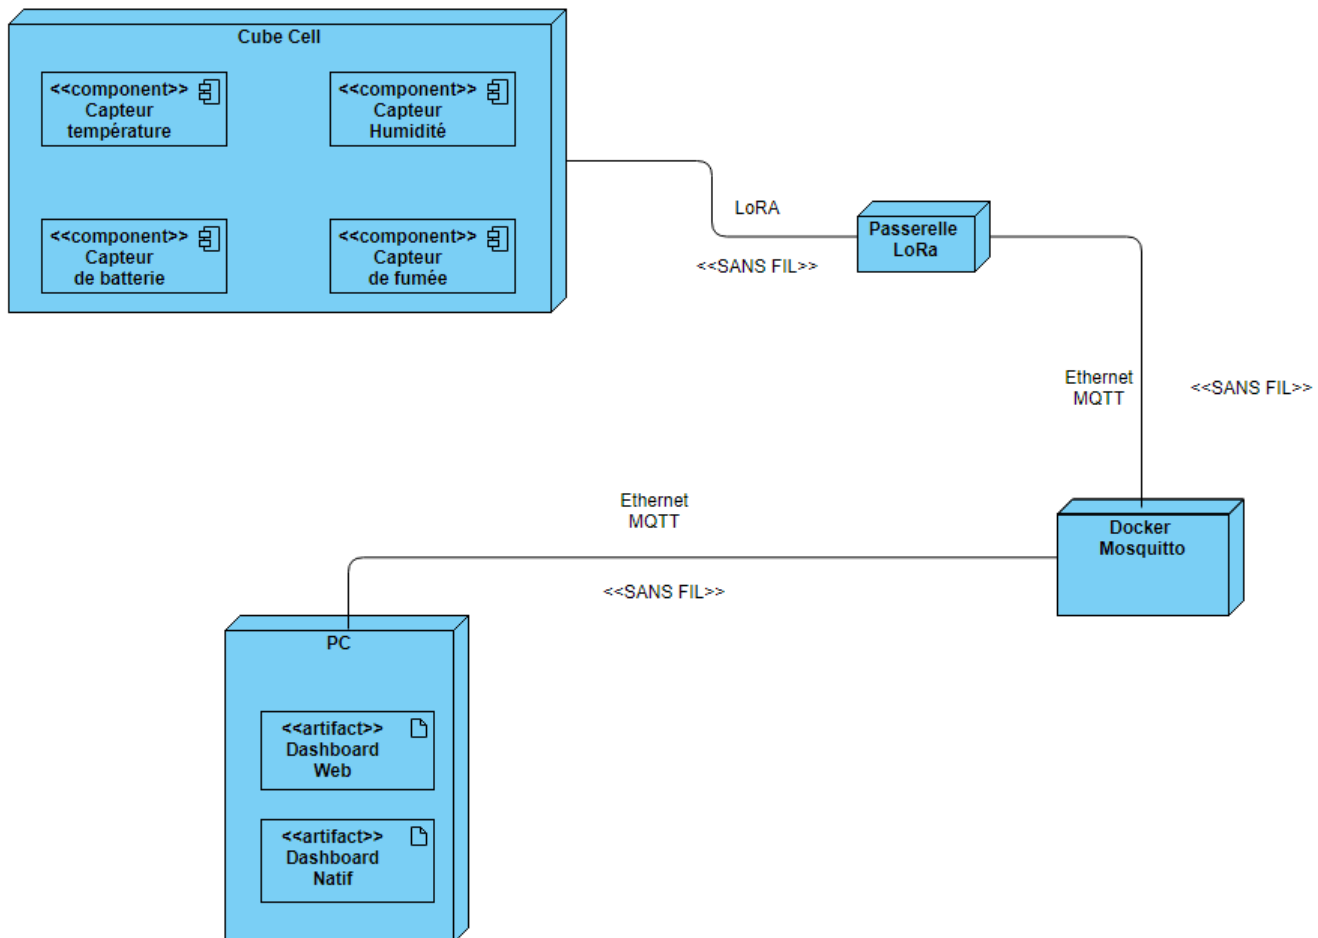 Cube Cell
<<component>>
Capteur
température
<<component>>
Capteur
Humidité
<<component>>
Capteur
de batterie
<<component>>
Capteur
de fumée
LoRA
<<SANS FIL>>
Passerelle
LoRa
Ethernet
MQTT
<<SANS FIL>>
Docker
Mosquitto
Ethernet
MQTT
<<SANS FIL>>
PC
<<artifact>>
Dashboard
Web
<<artifact>>
Dashboard
Natif